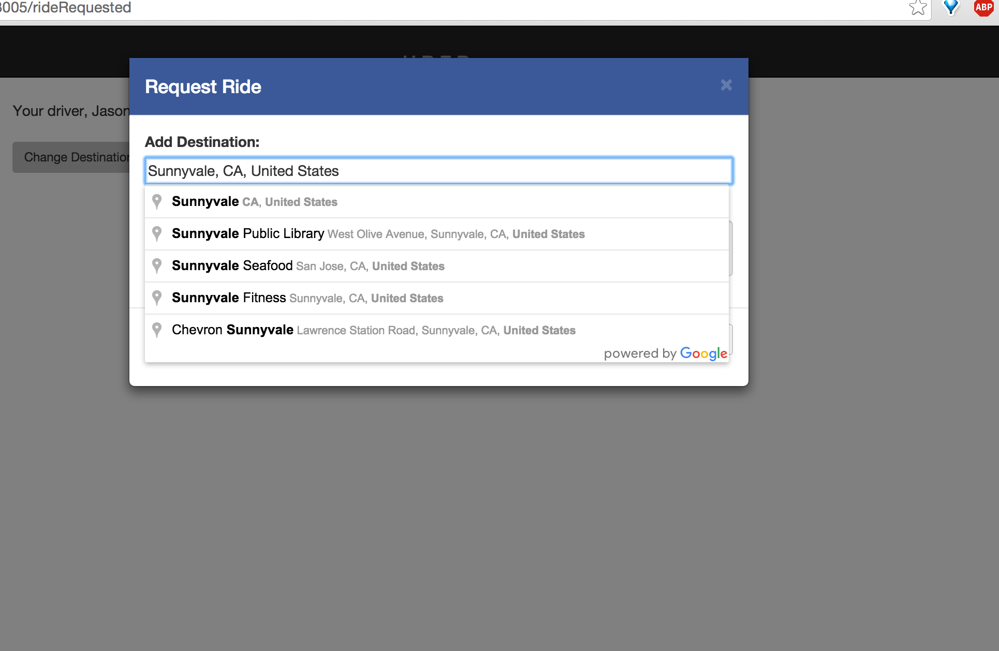 3005/rideRequested
ABP
Request Ride
Your driver, Jason
Add Destination:
Change Destination
Sunnyvale, CA, United States
Sunnyvale CA, United States
Sunnyvale Public Library West Olive Avenue, Sunnyvale, CA, United States
Sunnyvale Seafood San Jose, CA, United States
Sunnyvale Fitness Sunnyvale, CA, United States
Chevron Sunnyvale Lawrence Station Road, Sunnyvale, CA, United States
powered by Google